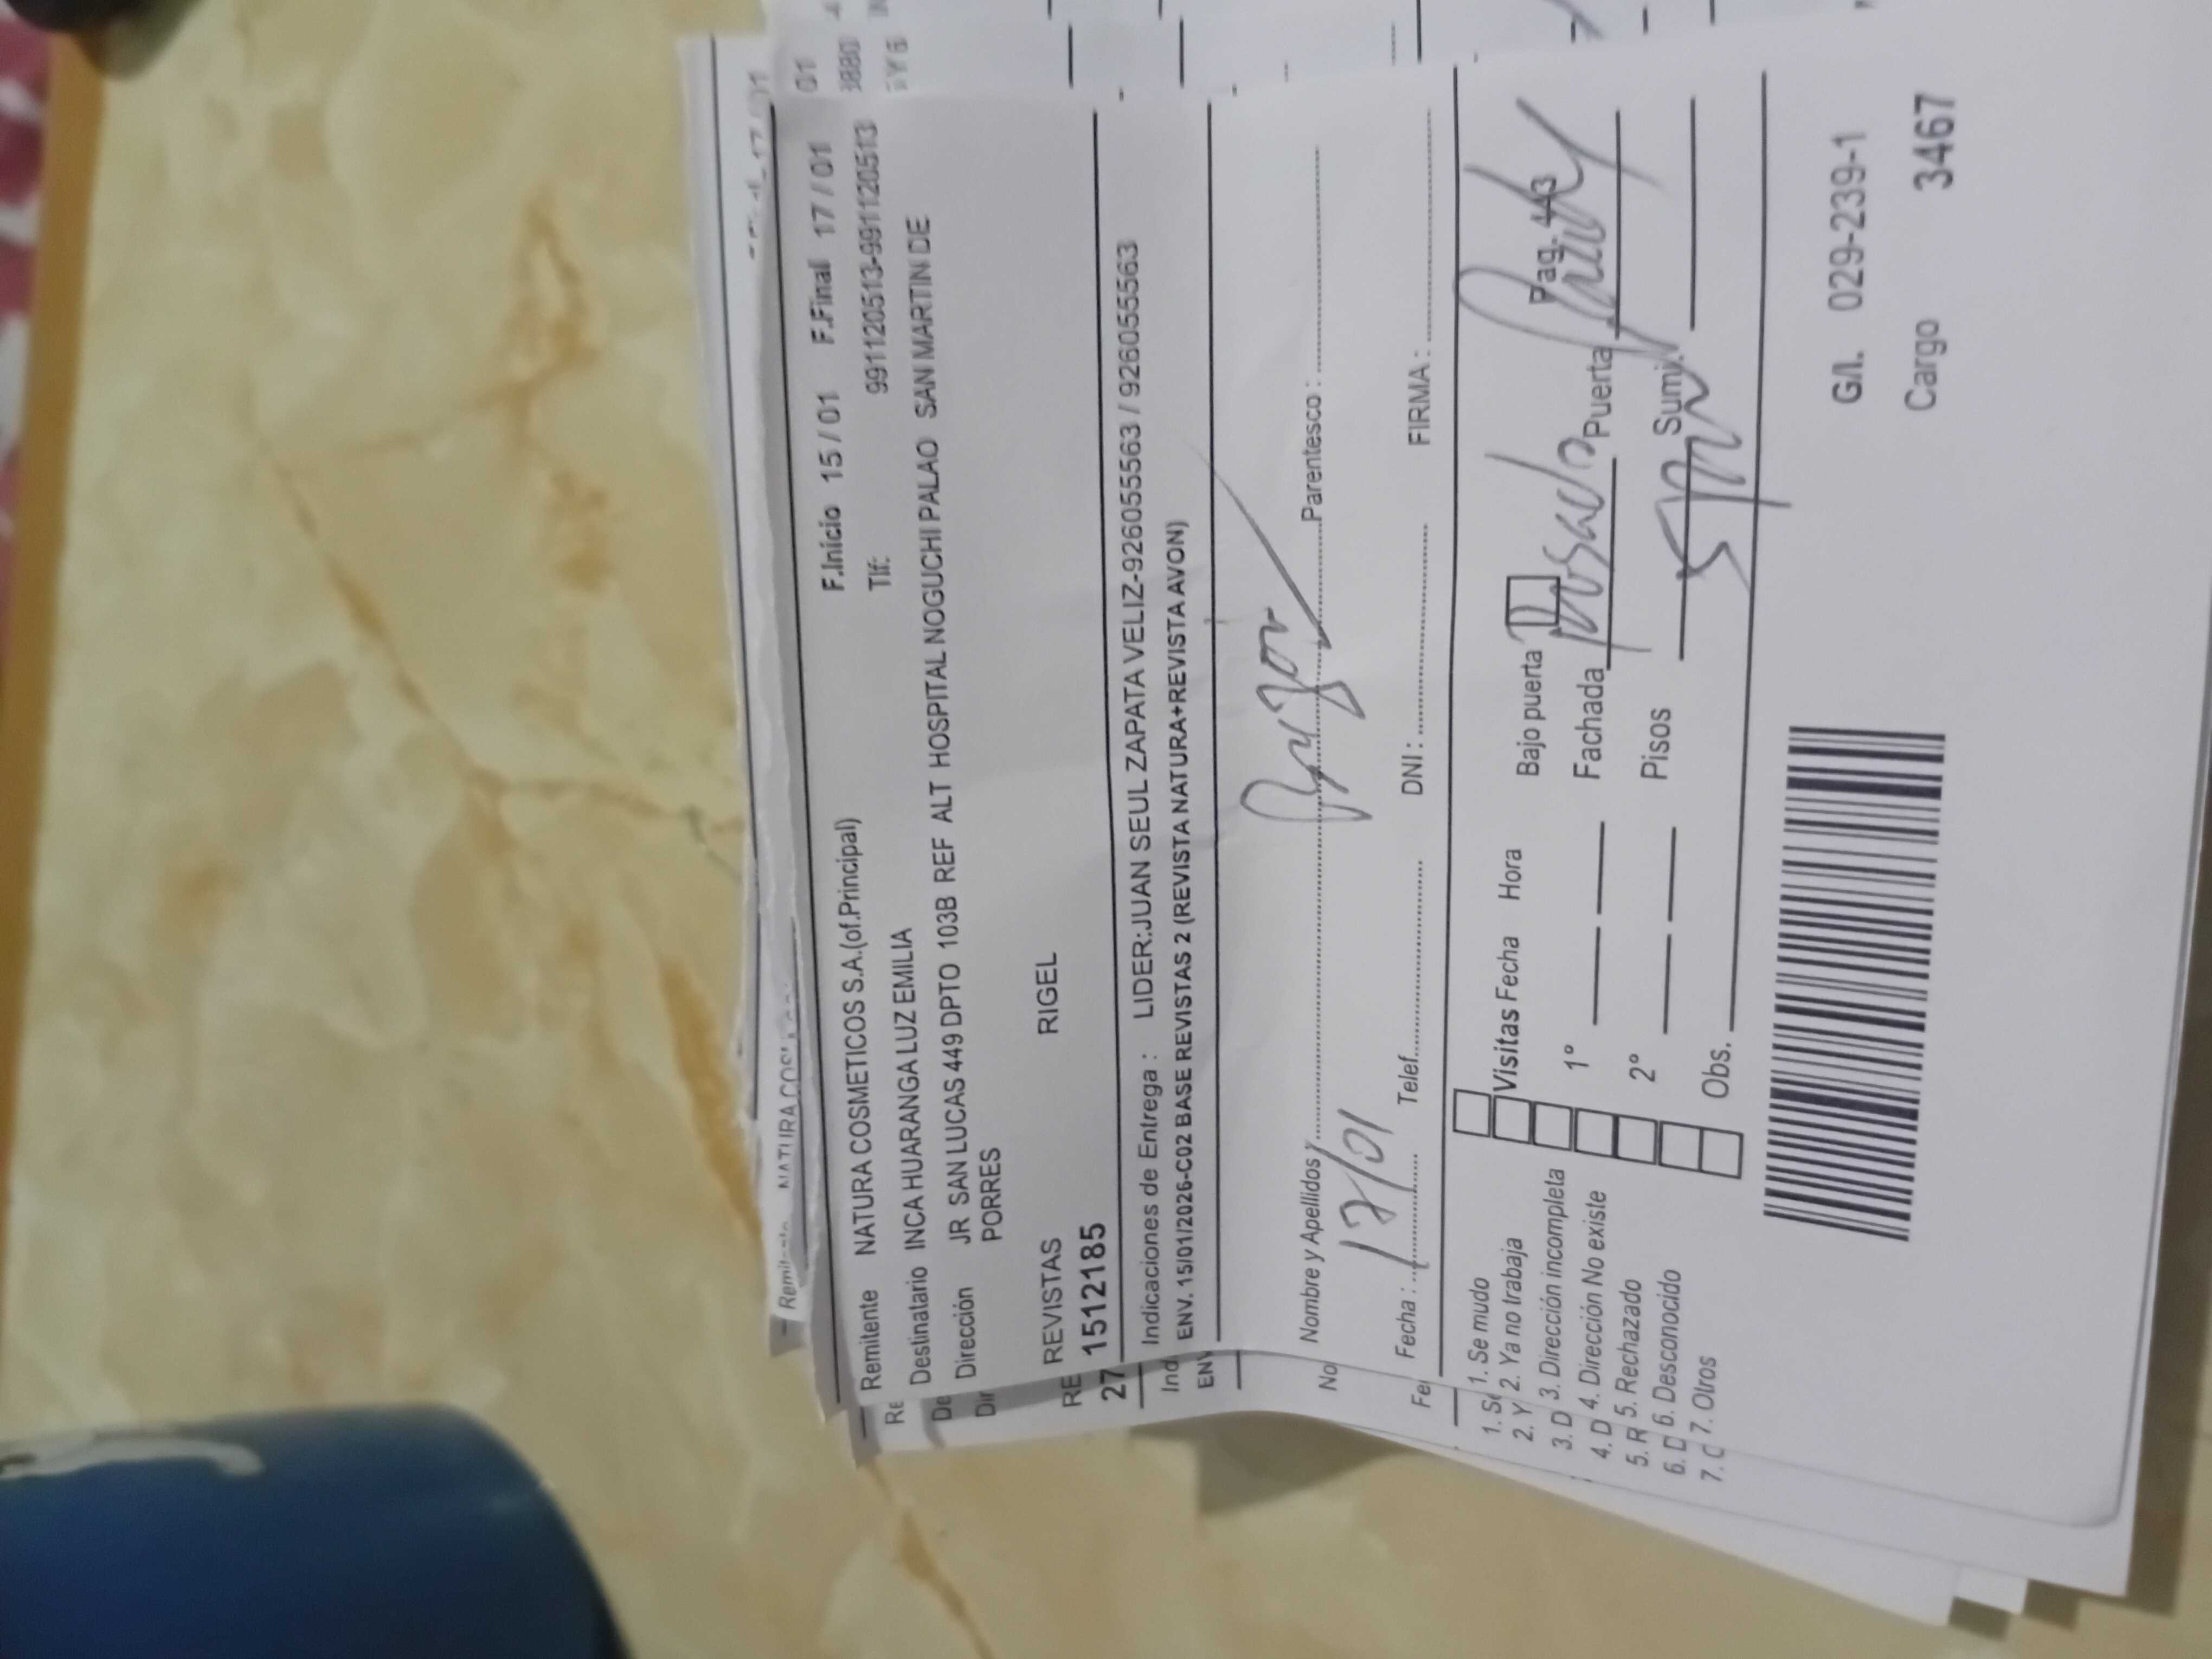 F.Inicio 15 / 01 F.Final 17 / 01
Remitente NATURA COSMETICOS S.A.(of.Principal) Tlf: 991120513-991120513
Destinatario INCA HUARANGA LUZ EMILIA
Dirección JR SAN LUCAS 449 DPTO 103B REF ALT HOSPITAL NOGUCHI PALAO SAN MARTIN DE
PORRES
REVISTAS RIGEL
1512185
Indicaciones de Entrega : LIDER:JUAN SEUL ZAPATA VELIZ-926055563 / 926055563
ENV. 15/01/2026-C02 BASE REVISTAS 2 (REVISTA NATURA+REVISTA AVON)
Nombre y Apellidos Parentesco :
17/01
Fecha : Telef. DNI : FIRMA :
1. Se mudo
2. Ya no trabaja
3. Dirección incompleta
4. Dirección No existe
5. Rechazado
6. Desconocido
7. Otros
Visitas Fecha Hora Bajo puerta Pag. 443
1º Fachada Rosado Puerta
2º Pisos Sumi.
Obs.
G/I. 029-239-1
Cargo 3467